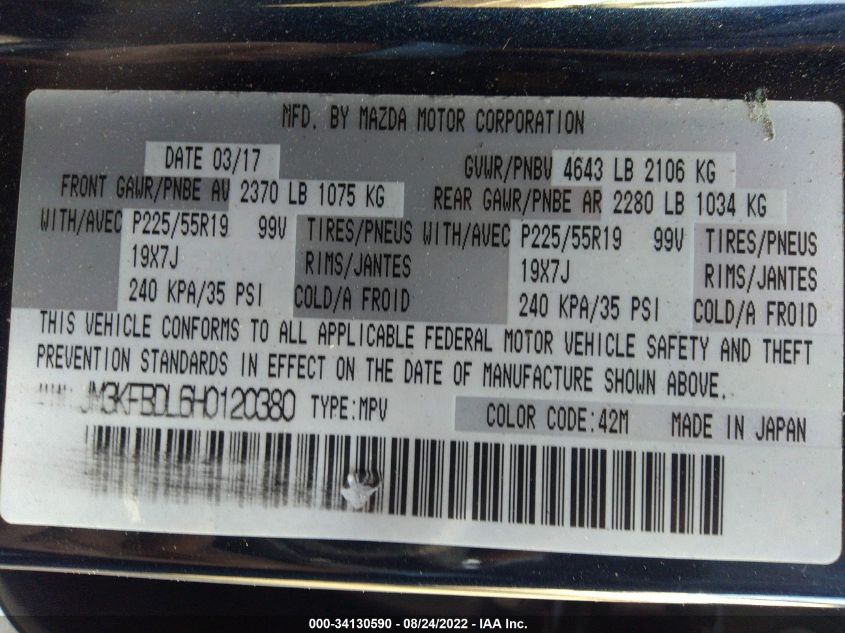 MFD. BY MAZDA MOTOR CORPORATION
DATE 03/17 GVWR/PNBV 4643 LB 2106 KG
FRONT GAWR/PNBE AV 2370 LB 1075 KG REAR GAWR/PNBE AR 2280 LB 1034 KG
WITH/AVEC P225/55R19 99V TIRES/PNEUS WITH/AVEC P225/55R19 99V TIRES/PNEUS
19X7J RIMS/JANTES 19X7J RIMS/JANTES
240 KPA/35 PSI COLD/A FROID 240 KPA/35 PSI COLD/A FROID
THIS VEHICLE CONFORMS TO ALL APPLICABLE FEDERAL MOTOR VEHICLE SAFETY AND THEFT
PREVENTION STANDARDS IN EFFECT ON THE DATE OF MANUFACTURE SHOWN ABOVE.
JM3KFBDL6H0120380 TYPE:MPV COLOR CODE:42M MADE IN JAPAN
000-34130590 - 08/24/2022 - IAA Inc.